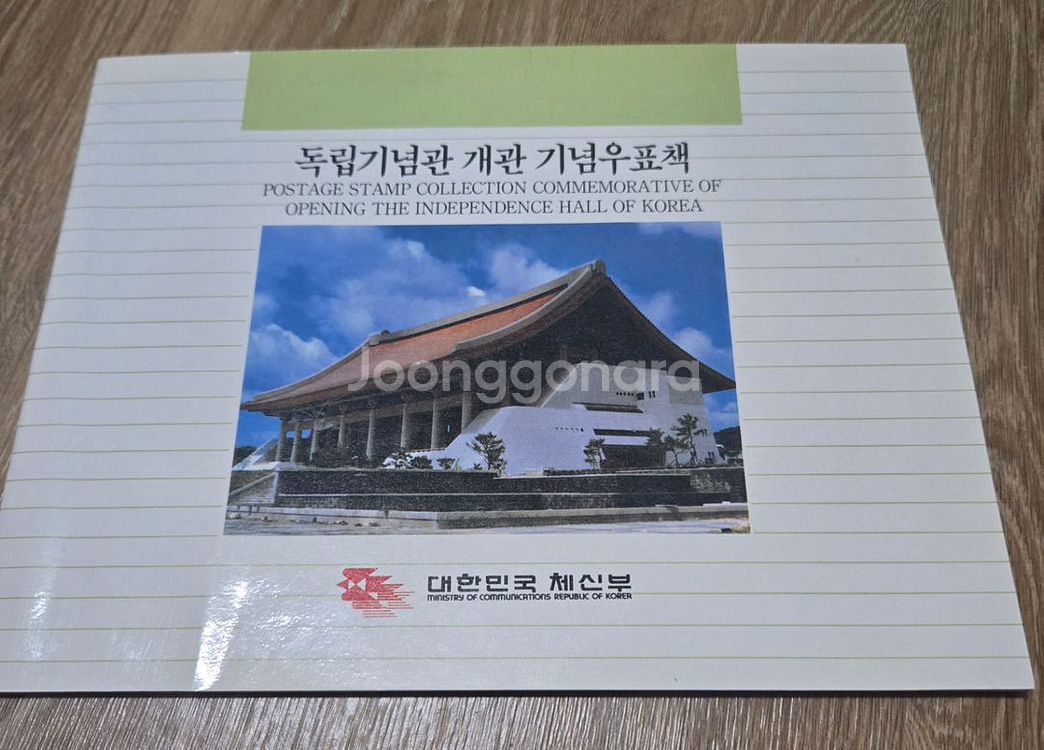 독립기념관 개관 기념우표책
POSTAGE STAMP COLLECTION COMMEMORATIVE OF
OPENING THE INDEPENDENCE HALL OF KOREA
Joonggonara
대한민국 체신부
MINISTRY OF COMMUNICATIONS REPUBLIC OF KOREA